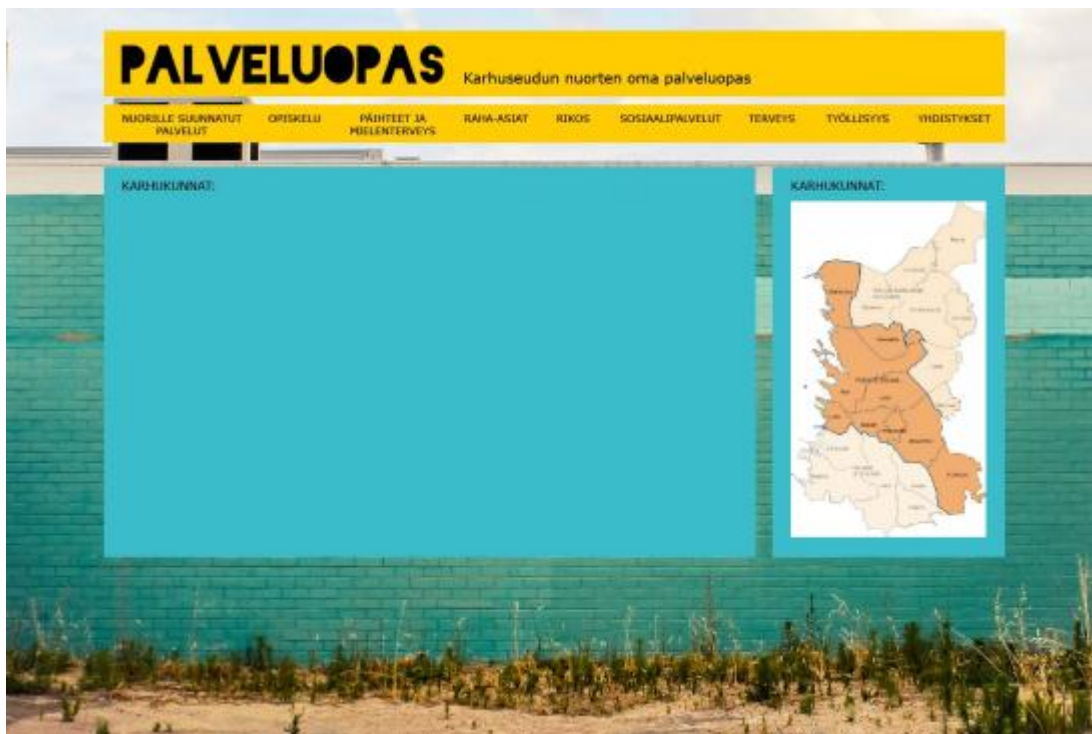 PALVELUOPAS
Karhuseudun nuorten oma palveluopas
NUORILLE SUUNNATUT
PALVELUT
OPISKELU
PÄIHTEET JA
MIELENTERVEYS
RAHA-ASIAT
RIKOS
SOSIAALIPALVELUT
TERVEYS
TYÖLLISYYS
YHDISTYKSET
KARHUKUNNAT:
KARHUKUNNAT: